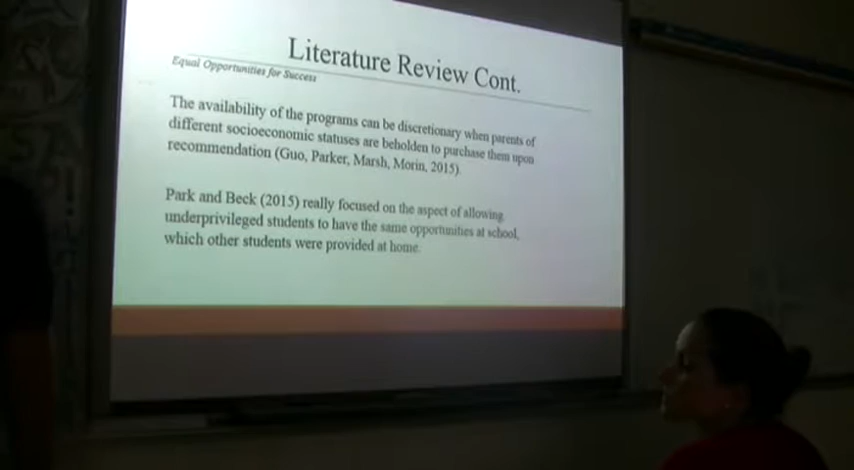 Literature Review Cont.
Equal Opportunities for Success
The availability of the programs can be discretionary when parents of
different socioeconomic statuses are beholden to purchase them upon
recommendation (Guo, Parker, Marsh, Morin, 2015).
Park and Beck (2015) really focused on the aspect of allowing
underprivileged students to have the same opportunities at school,
which other students were provided at home.